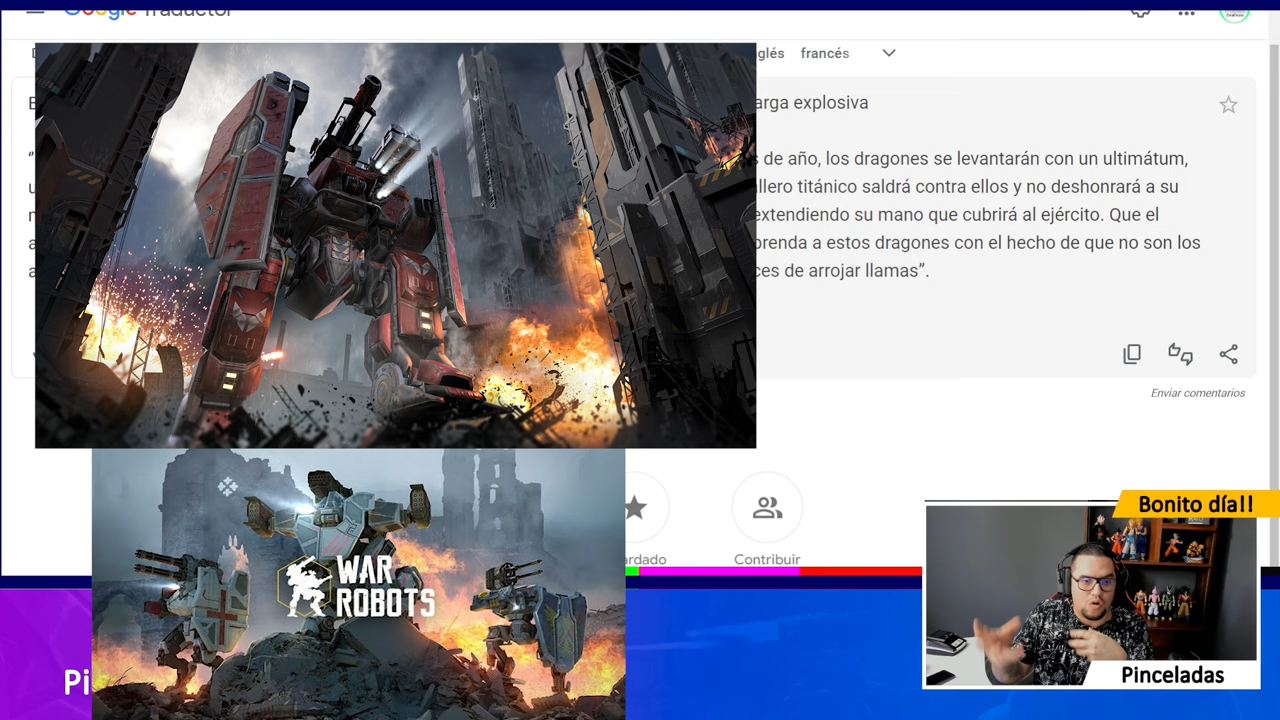 Google Traductor
glés francés
arga explosiva
s de año, los dragones se levantarán con un ultimátum,
llero titánico saldrá contra ellos y no deshonrará a su
extendiendo su mano que cubrirá al ejército. Que el
prenda a estos dragones con el hecho de que no son los
ces de arrojar llamas”.
Enviar comentarios
rdado
Contribuir
WAR
ROBOTS
Bonito día!!
Pinceladas
Pi